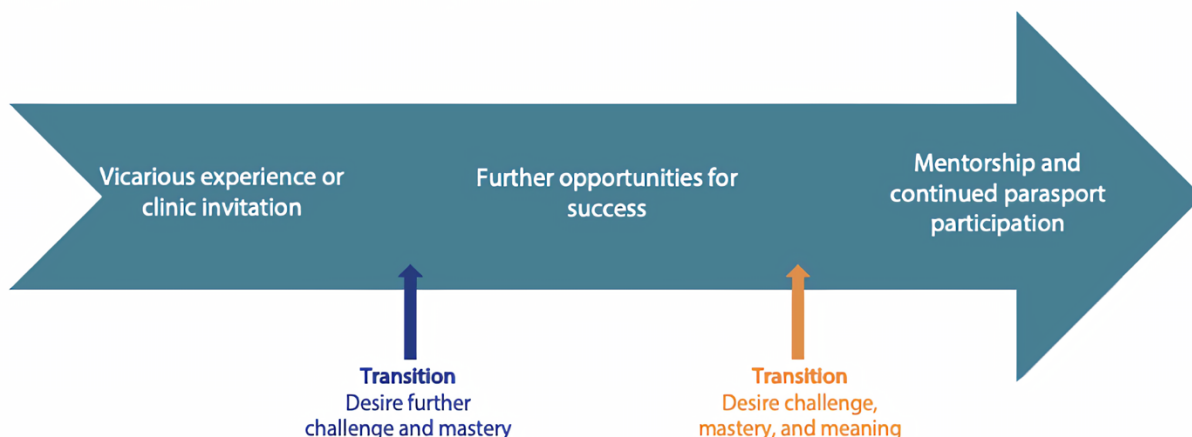 Vicarious experience or
clinic invitation
Further opportunities for
success
Mentorship and
continued parasport
participation
Transition
Desire further
challenge and mastery
Transition
Desire challenge,
mastery, and meaning